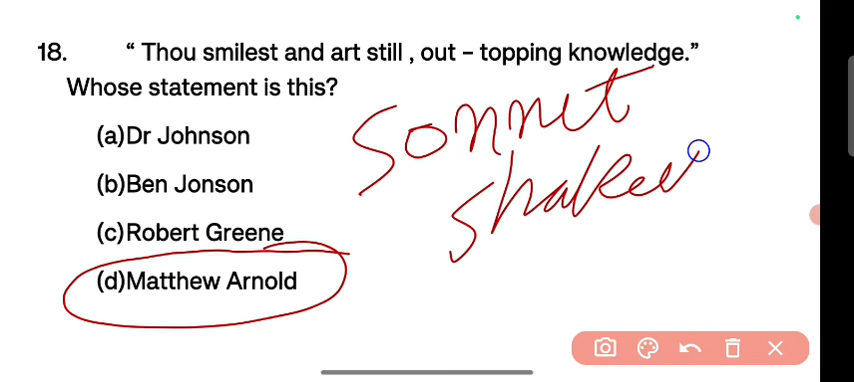 18. “ Thou smilest and art still , out – topping knowledge.”
Whose statement is this?
(a)Dr Johnson
(b)Ben Jonson
(c)Robert Greene
(d)Matthew Arnold
Sonnet